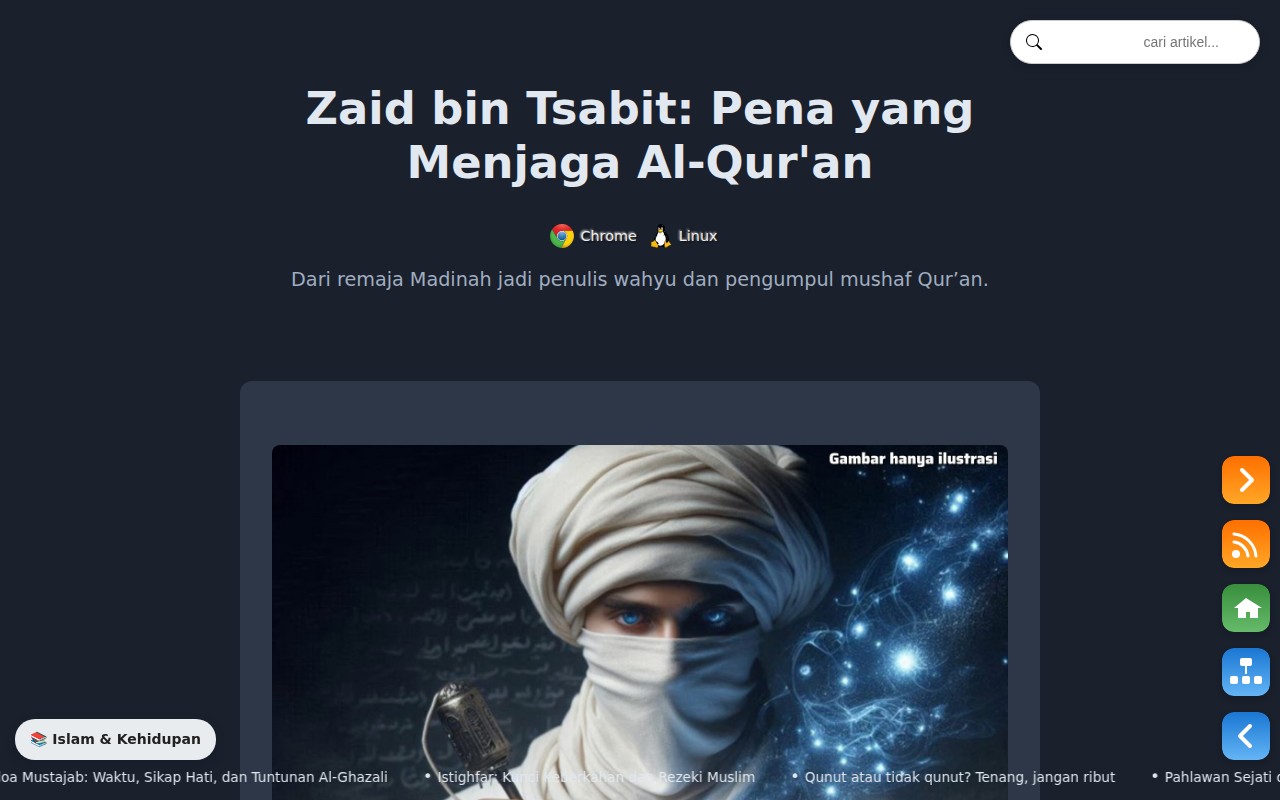 cari artikel...
Zaid bin Tsabit: Pena yang
Menjaga Al-Qur'an
Chrome Linux
Dari remaja Madinah jadi penulis wahyu dan pengumpul mushaf Qur’an.
Gambar hanya ilustrasi
📚 Islam & Kehidupan
oa Mustajab: Waktu, Sikap Hati, dan Tuntunan Al-Ghazali • Istighfar: Kunci Keberkahan dan Rezeki Muslim • Qunut atau tidak qunut? Tenang, jangan ribut • Pahlawan Sejati